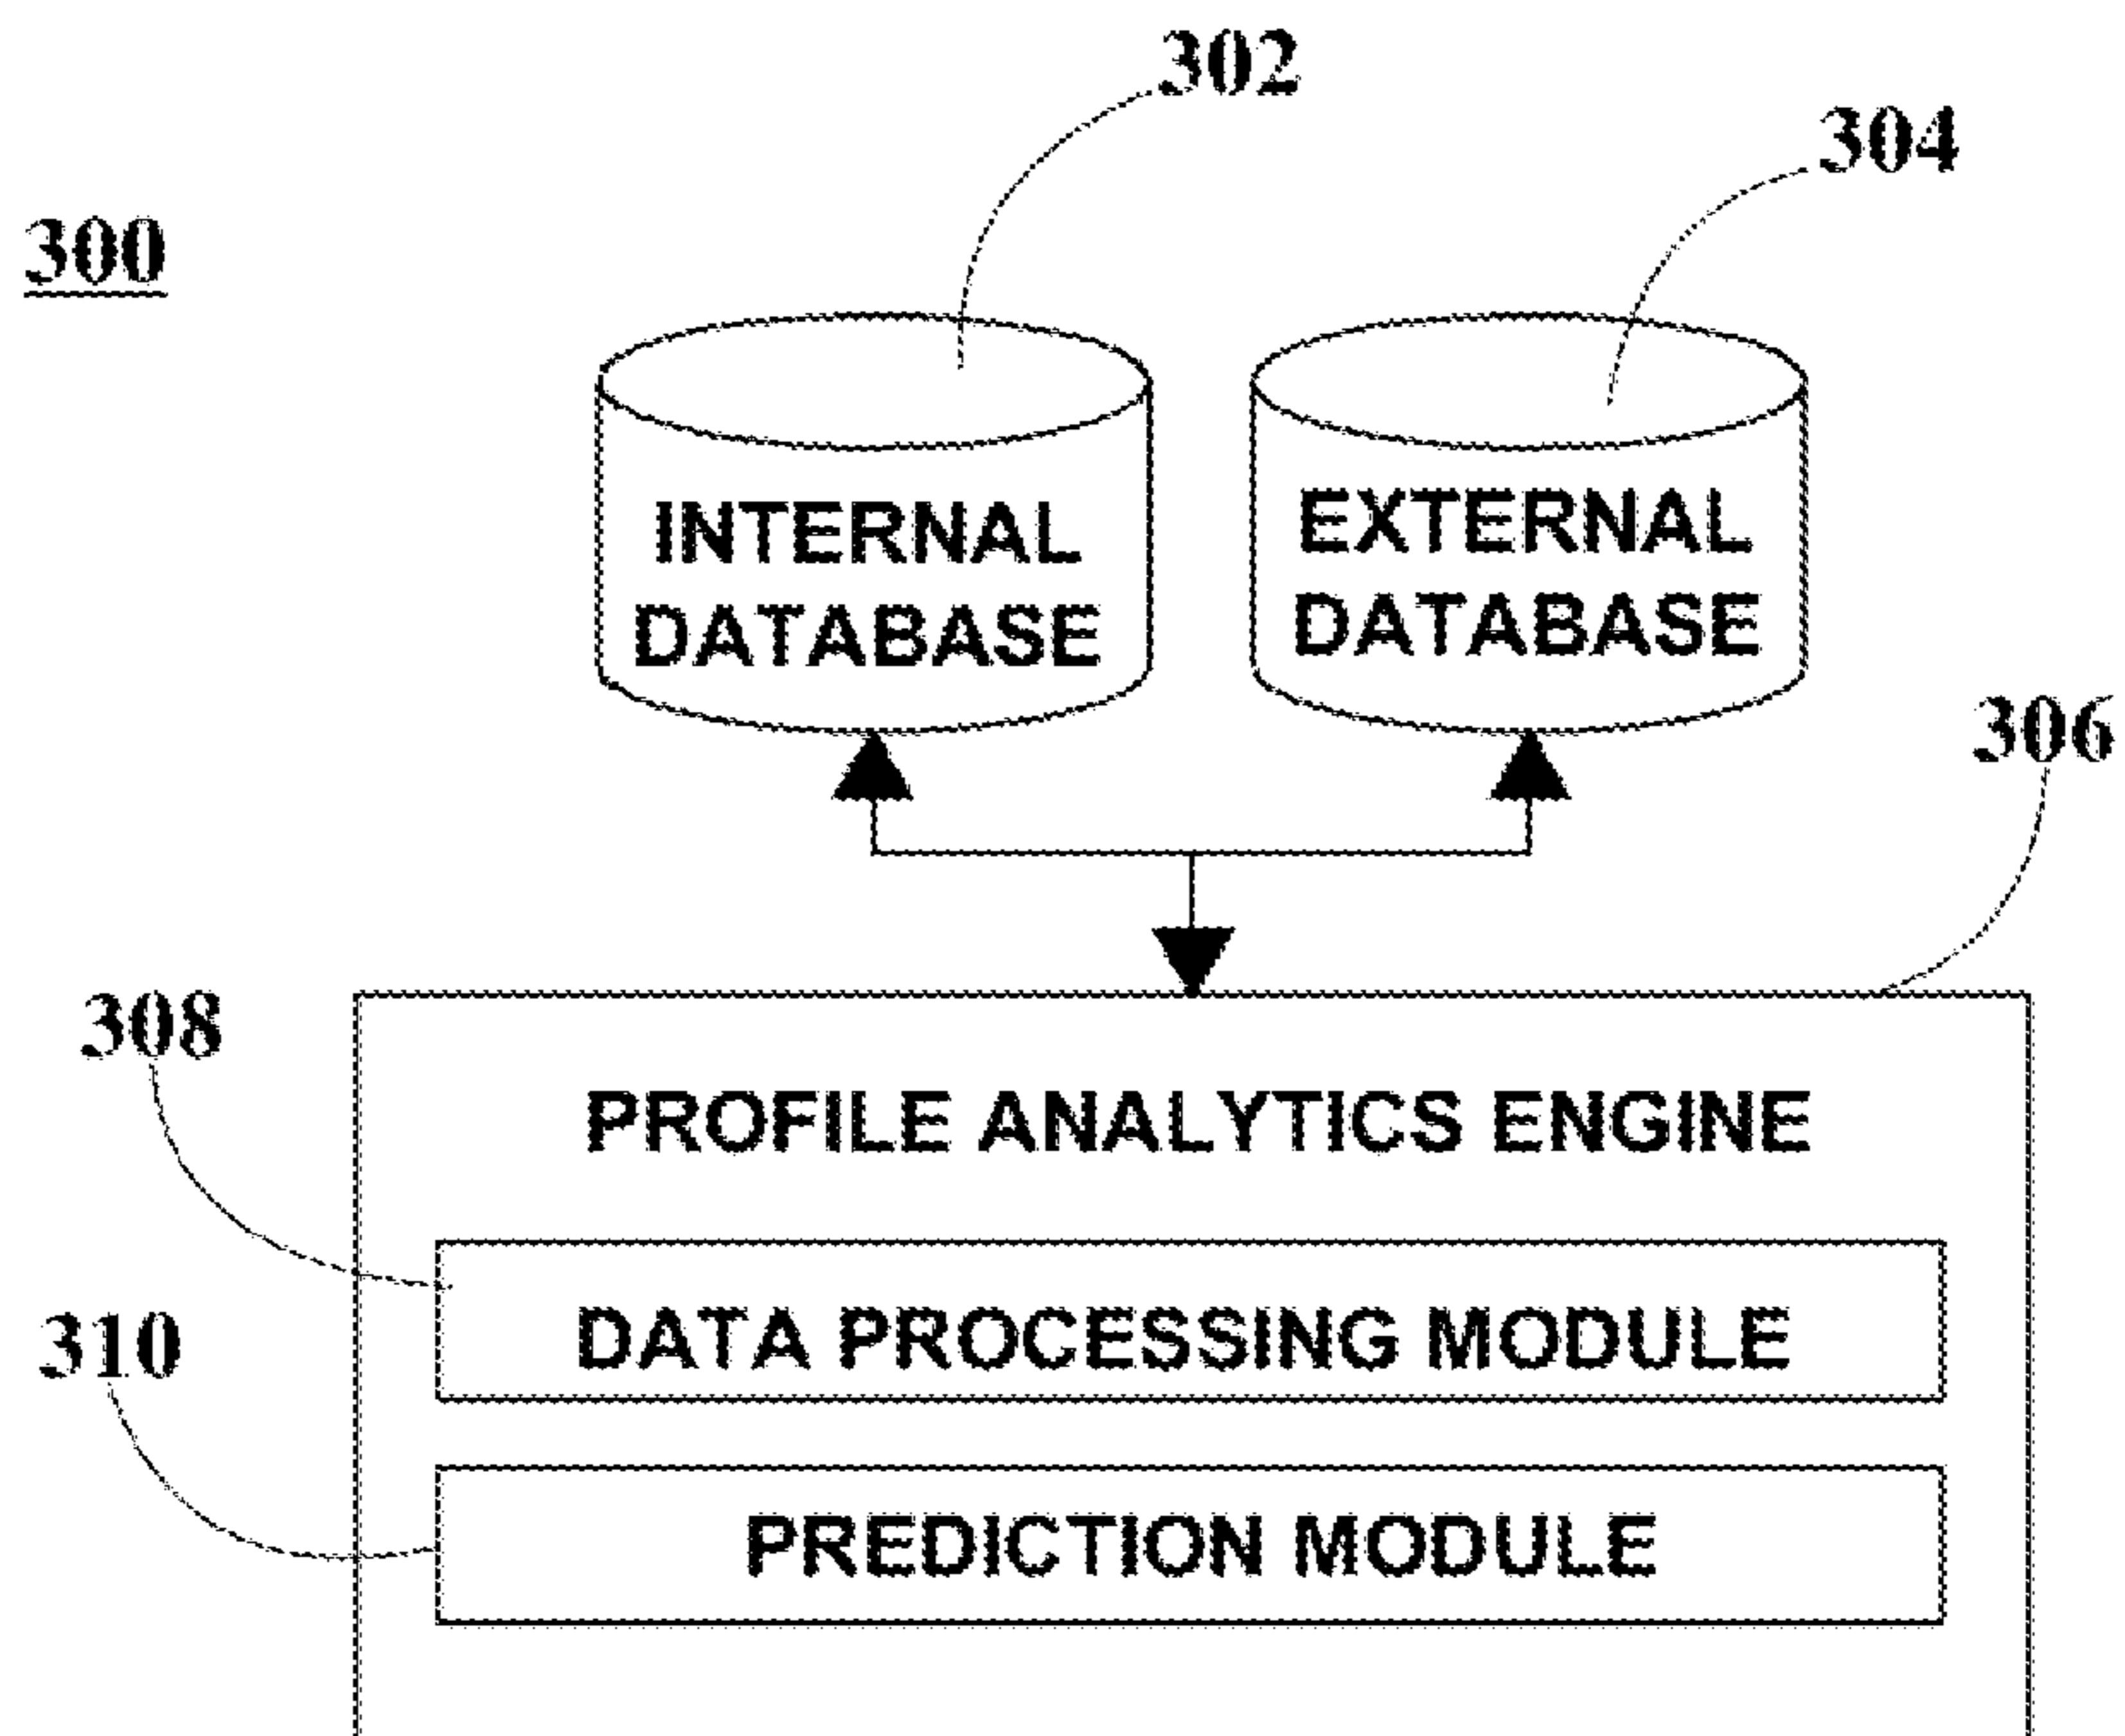 302
304
300
INTERNAL
DATABASE
EXTERNAL
DATABASE
306
308
PROFILE ANALYTICS ENGINE
DATA PROCESSING MODULE
310
PREDICTION MODULE